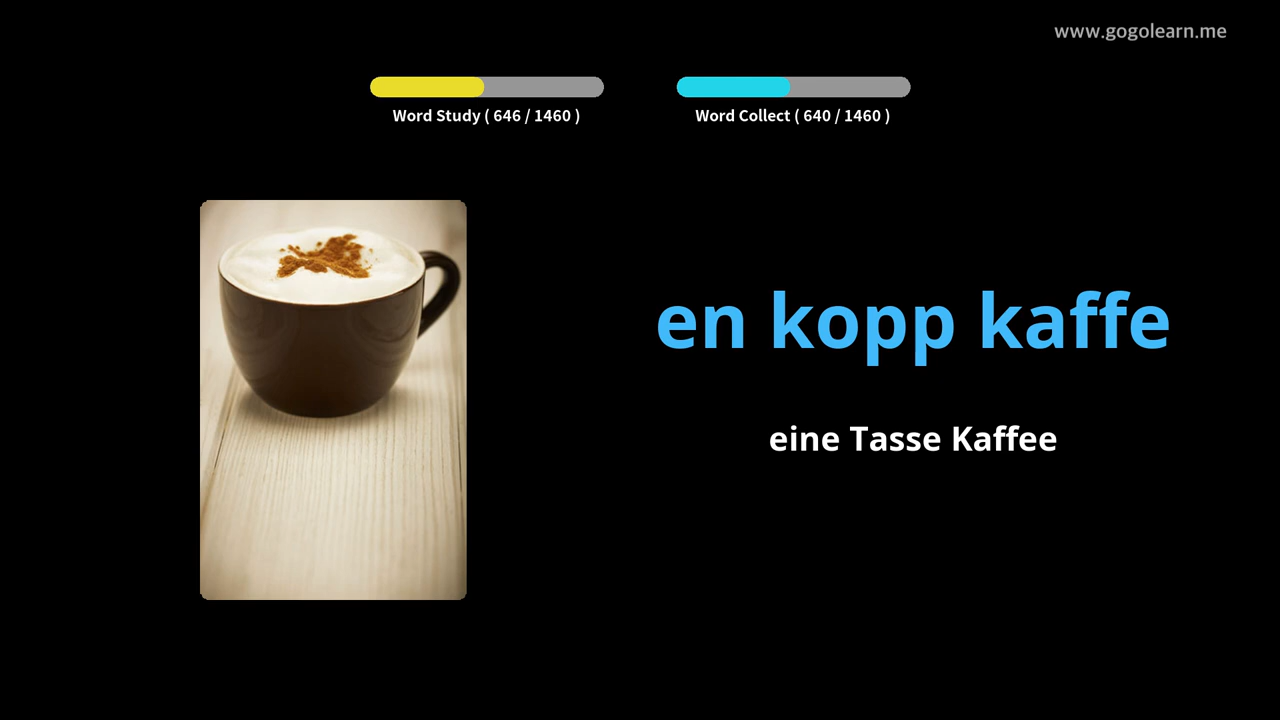 www.gogolearn.me
Word Study ( 646 / 1460 )
Word Collect ( 640 / 1460 )
en kopp kaffe
eine Tasse Kaffee